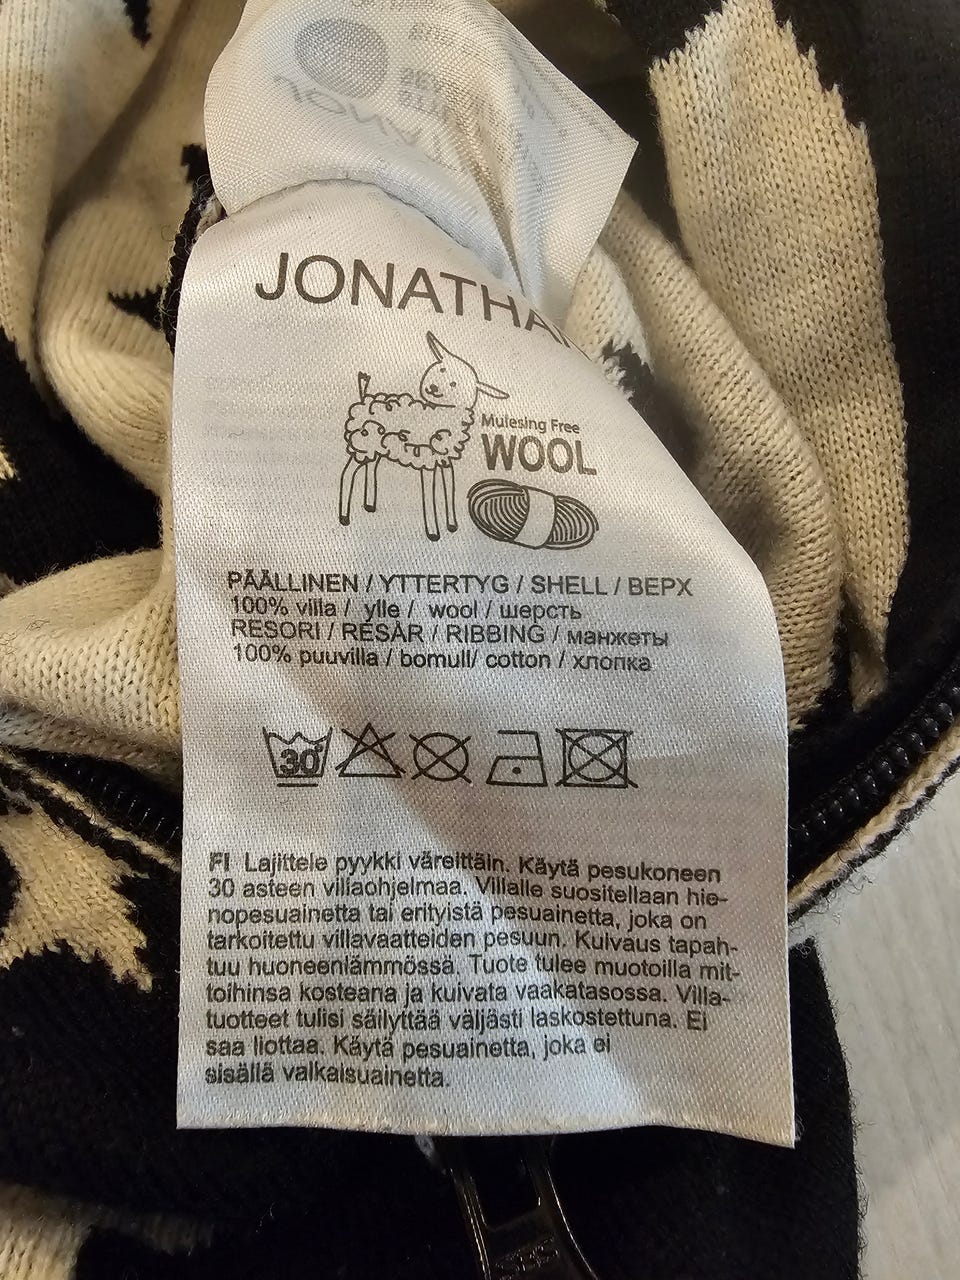 JONATHAN
Mulesing Free
WOOL
PÄÄLLINEN / YTTERTYG / SHELL / ВЕРХ
100% villa / ylle / wool / шерсть
RESORI / RESÅR / RIBBING / манжеты
100% puuvilla / bomull/ cotton / хлопка
30°
FI Lajittele pyykki väreittäin. Käytä pesukoneen
30 asteen villaohjelmaa. Villalle suositellaan hie-
nopesuainetta tai erityistä pesuainetta, joka on
tarkoitettu villavaatteiden pesuun. Kuivaus tapah-
tuu huoneenlämmössä. Tuote tulee muotoilla mit-
toihinsa kosteana ja kuivata vaakatasossa. Villa-
tuotteet tulisi säilyttää väljästi laskostettuna. Ei
saa liottaa. Käytä pesuainetta, joka ei
sisällä valkaisuainetta.